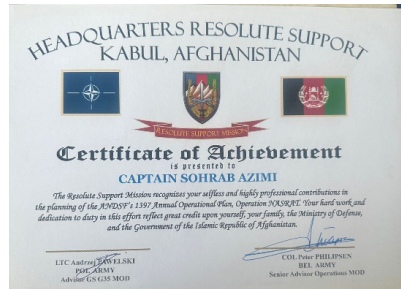 HEADQUARTERS RESOLUTE SUPPORT
KABUL, AFGHANISTAN
RESOLUTE SUPPORT MISSION
Certificate of Achievement
is presented to
CAPTAIN SOHRAB AZIMI
The Resolute Support Mission recognizes your selfless and highly professional contributions in
the planning of the ANDSF's 1397 Annual Operational Plan, Operation NASRAT. Your hard work and
dedication to duty in this effort reflect great credit upon yourself, your family, the Ministry of Defense,
and the Government of the Islamic Republic of Afghanistan.
LTC Andrzej PAWELSKI
POL ARMY
Advisor GS G35 MOD
COL Peter PHILIPSEN
BEL ARMY
Senior Advisor Operations MOD